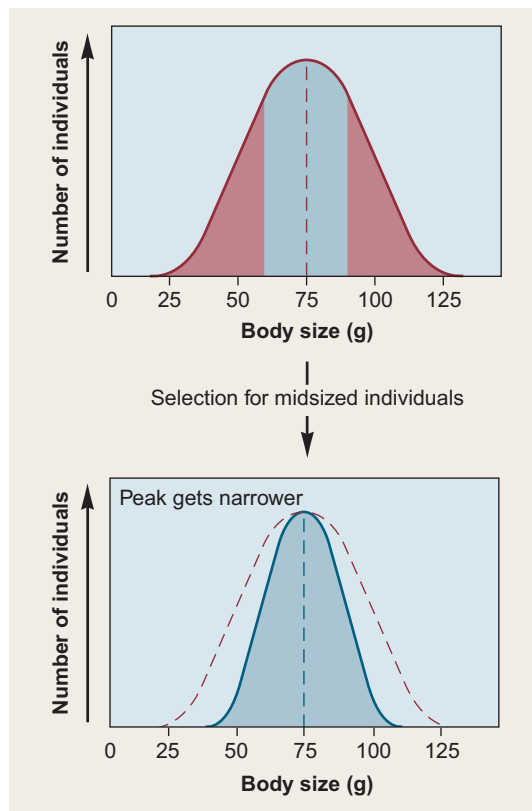 Number of individuals
0 25 50 75 100 125
Body size (g)
Selection for midsized individuals
Peak gets narrower
Number of individuals
0 25 50 75 100 125
Body size (g)